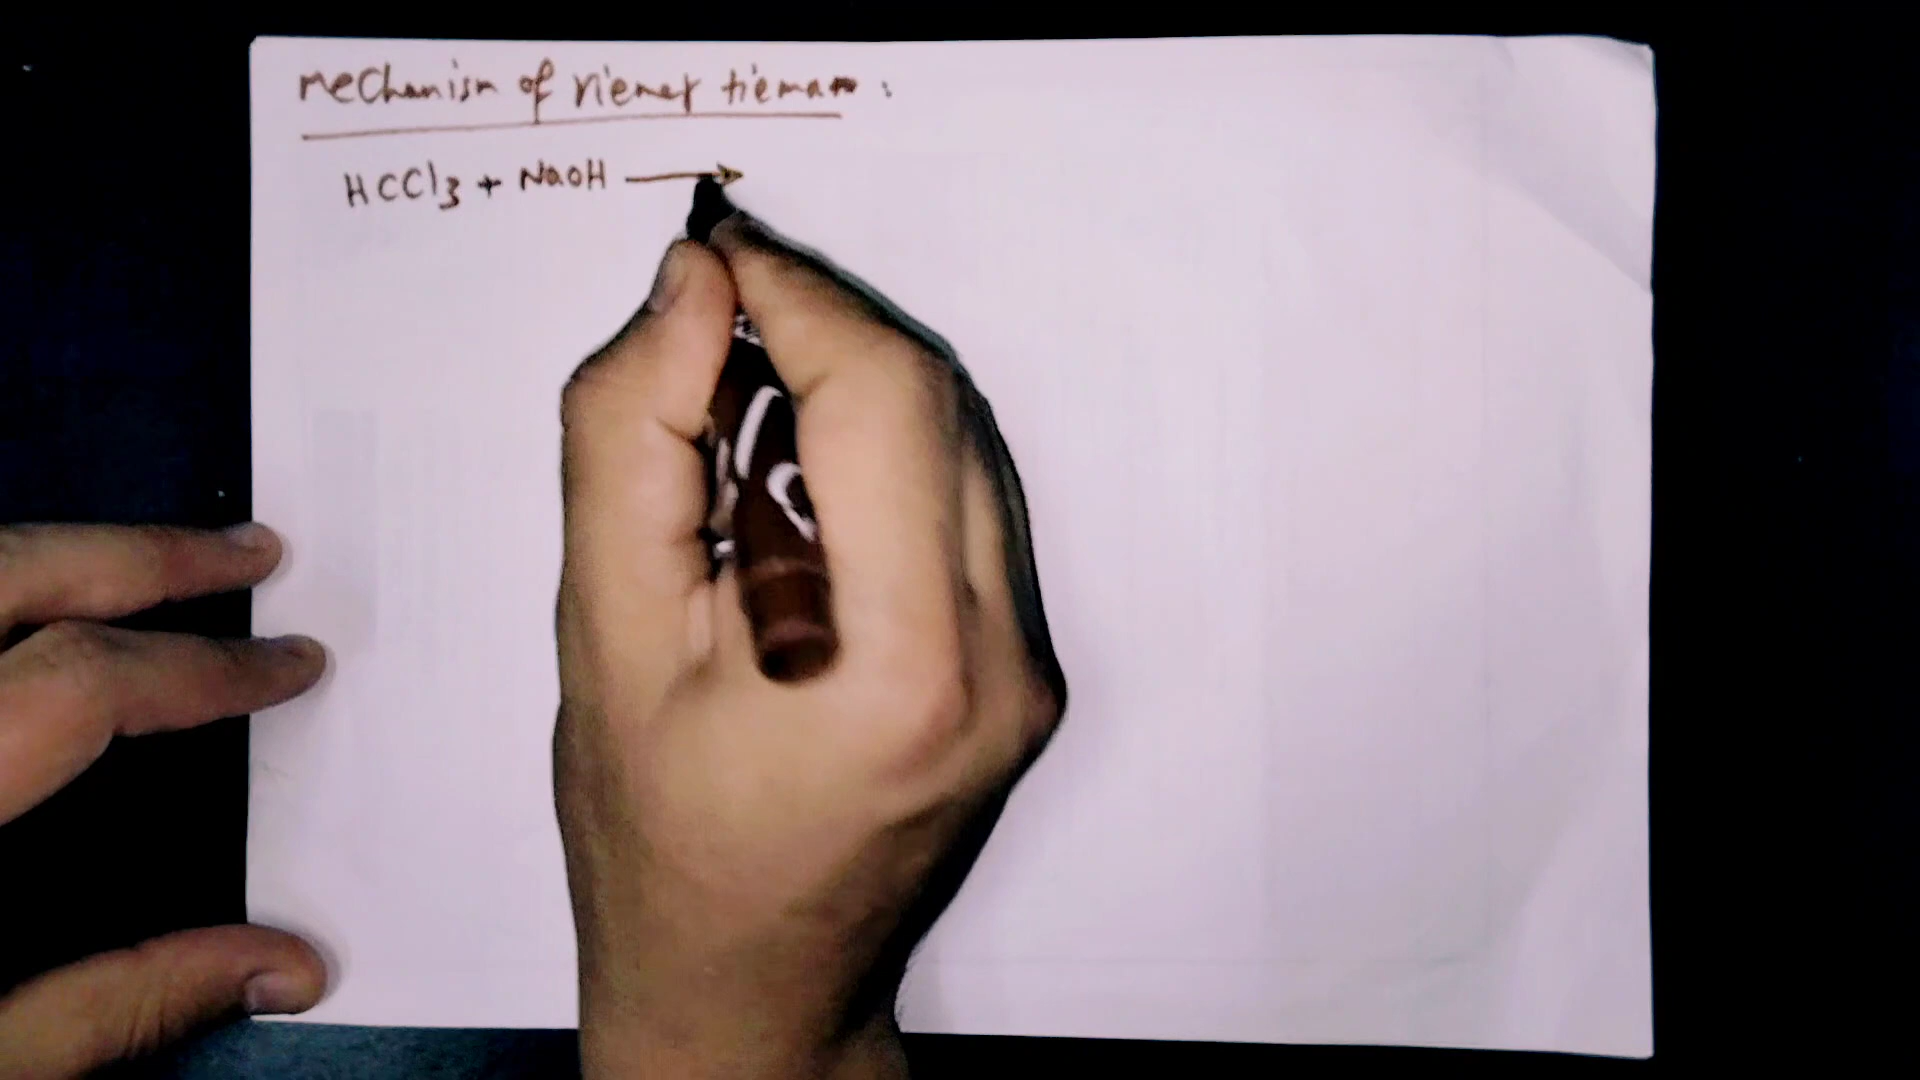 mechanism of riemer tieman :
HCCl3 + NaOH →